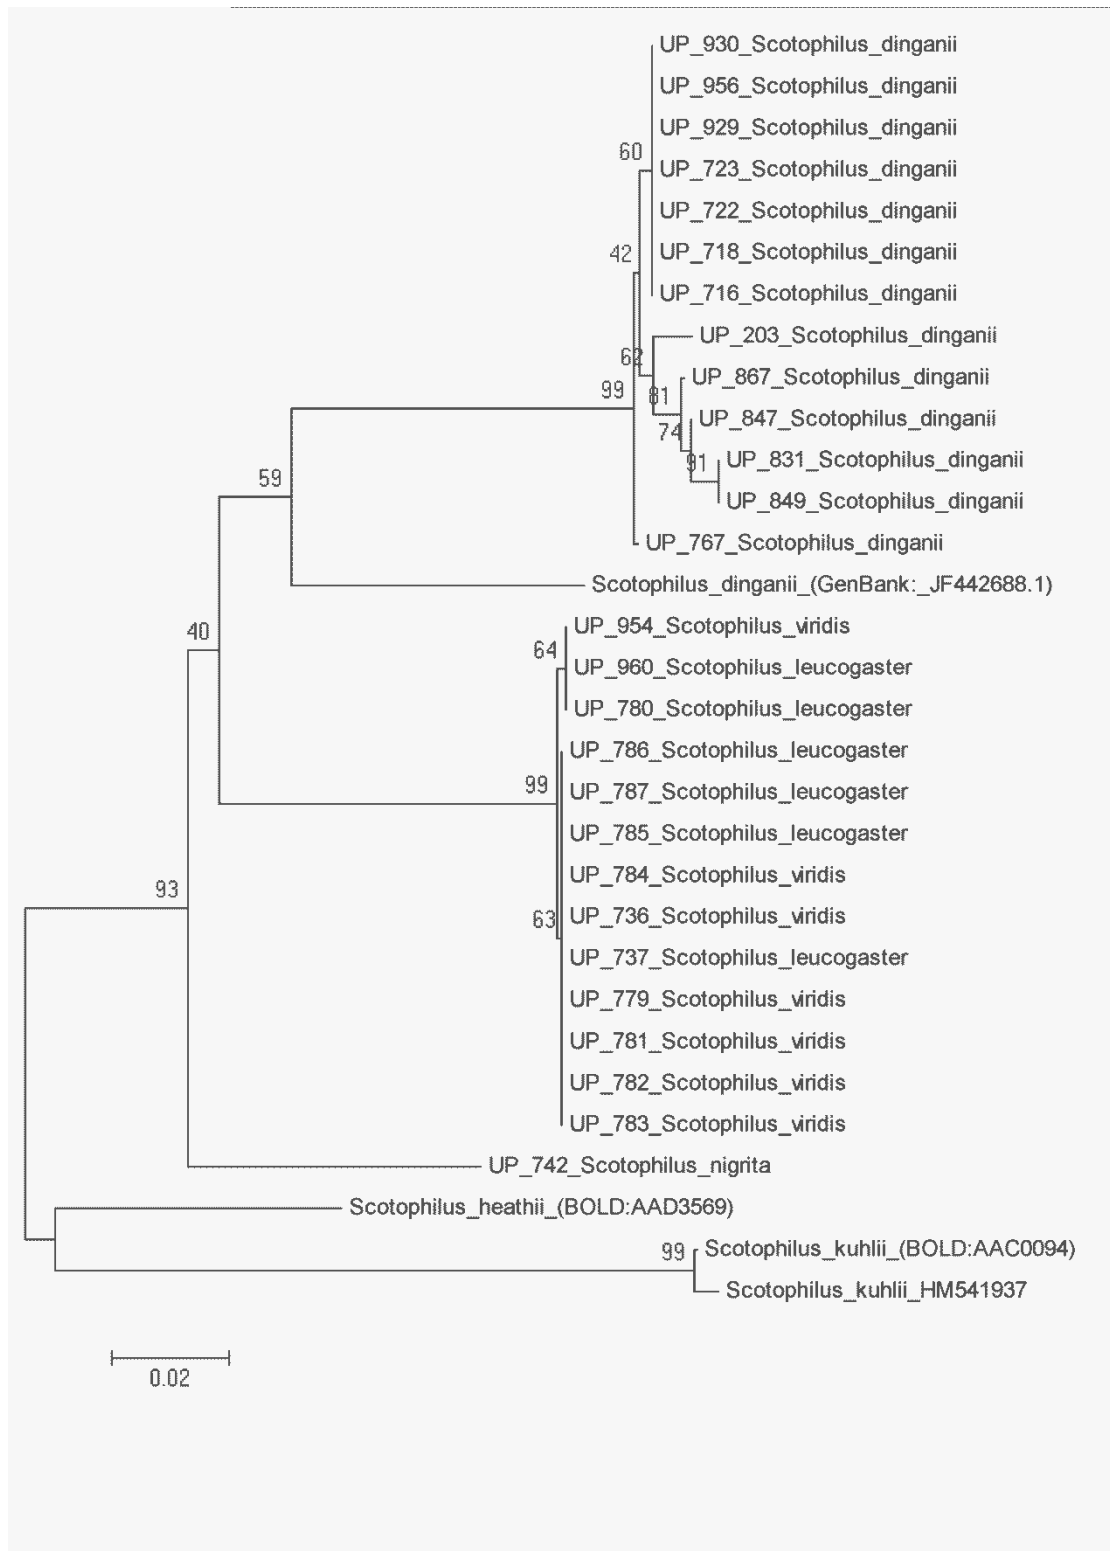 UP_930_Scotophilus_dinganii
UP_956_Scotophilus_dinganii
UP_929_Scotophilus_dinganii
60
UP_723_Scotophilus_dinganii
UP_722_Scotophilus_dinganii
42
UP_718_Scotophilus_dinganii
UP_716_Scotophilus_dinganii
UP_203_Scotophilus_dinganii
62
UP_867_Scotophilus_dinganii
99
81
UP_847_Scotophilus_dinganii
74
91
UP_831_Scotophilus_dinganii
59
UP_849_Scotophilus_dinganii
UP_767_Scotophilus_dinganii
Scotophilus_dinganii_(GenBank:_JF442688.1)
40
UP_954_Scotophilus_viridis
64
UP_960_Scotophilus_leucogaster
UP_780_Scotophilus_leucogaster
UP_786_Scotophilus_leucogaster
99
UP_787_Scotophilus_leucogaster
UP_785_Scotophilus_leucogaster
93
UP_784_Scotophilus_viridis
63
UP_736_Scotophilus_viridis
UP_737_Scotophilus_leucogaster
UP_779_Scotophilus_viridis
UP_781_Scotophilus_viridis
UP_782_Scotophilus_viridis
UP_783_Scotophilus_viridis
UP_742_Scotophilus_nigrita
Scotophilus_heathii_(BOLD:AAD3569)
99
Scotophilus_kuhlii_(BOLD:AAC0094)
Scotophilus_kuhlii_HM541937
0.02